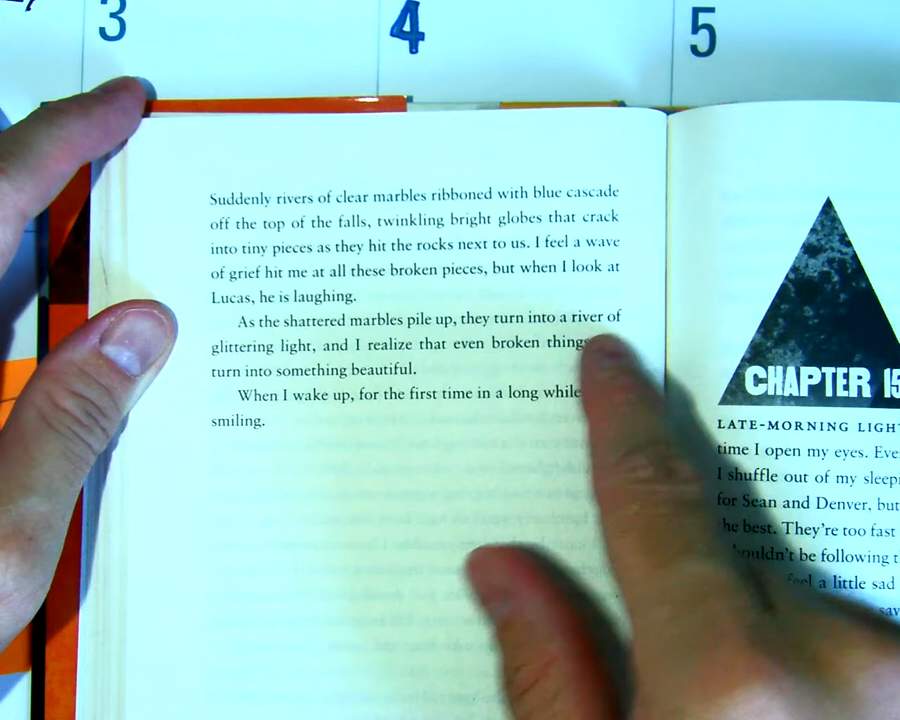 3
4
5
Suddenly rivers of clear marbles ribboned with blue cascade
off the top of the falls, twinkling bright globes that crack
into tiny pieces as they hit the rocks next to us. I feel a wave
of grief hit me at all these broken pieces, but when I look at
Lucas, he is laughing.
As the shattered marbles pile up, they turn into a river of
glittering light, and I realize that even broken things
turn into something beautiful.
When I wake up, for the first time in a long while
smiling.
CHAPTER 15
LATE-MORNING
time I open my eyes.
I shuffle out of my
for Sean and Denver, but
the best. They're too fast
following
feel a little sad